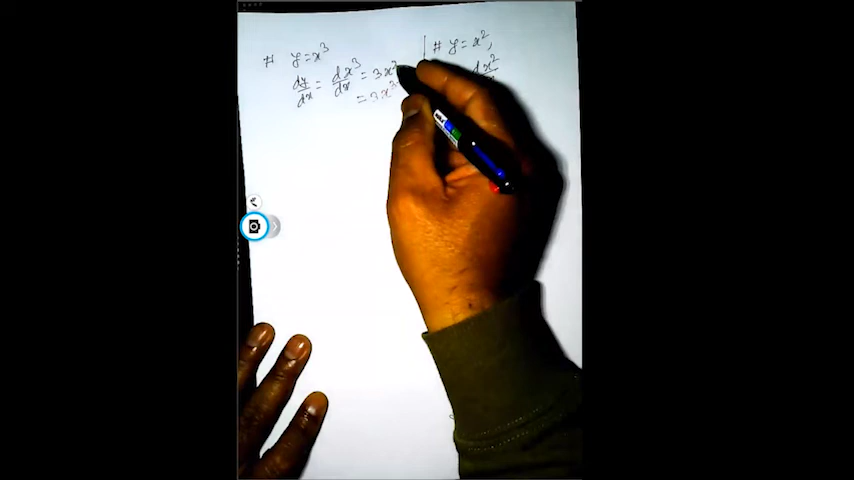 # y = x³
dy/dx = dx³/dx = 3x²
= 3x²
# y = x²,
dx²